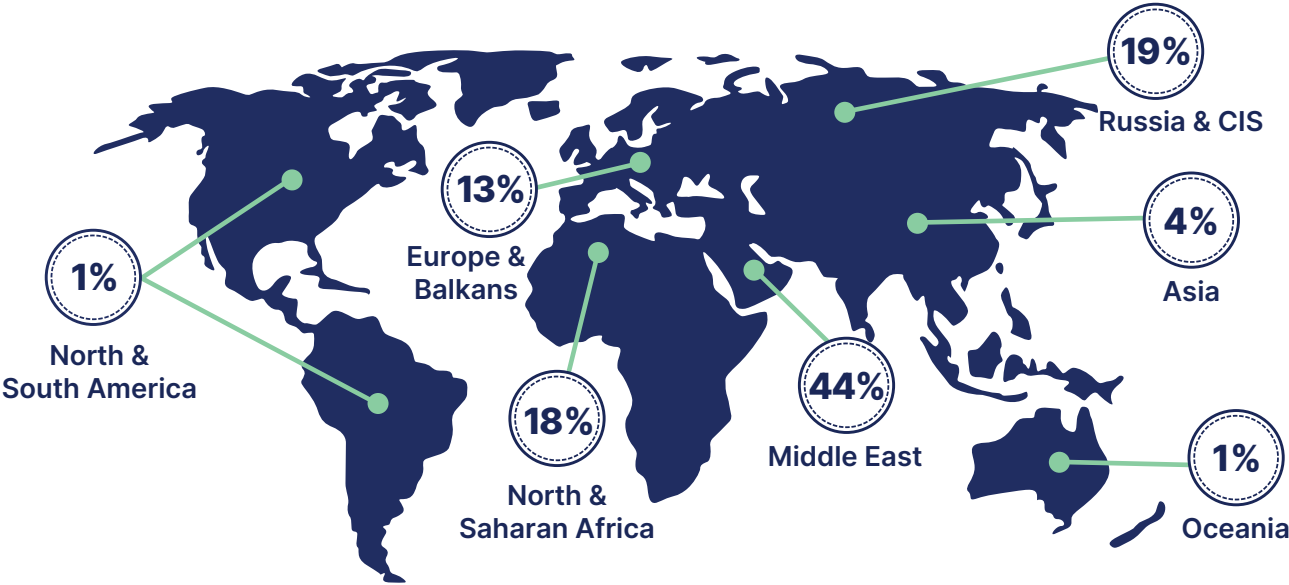 19%
Russia & CIS
13%
Europe &
Balkans
4%
Asia
1%
North &
South America
44%
Middle East
18%
North &
Saharan Africa
1%
Oceania